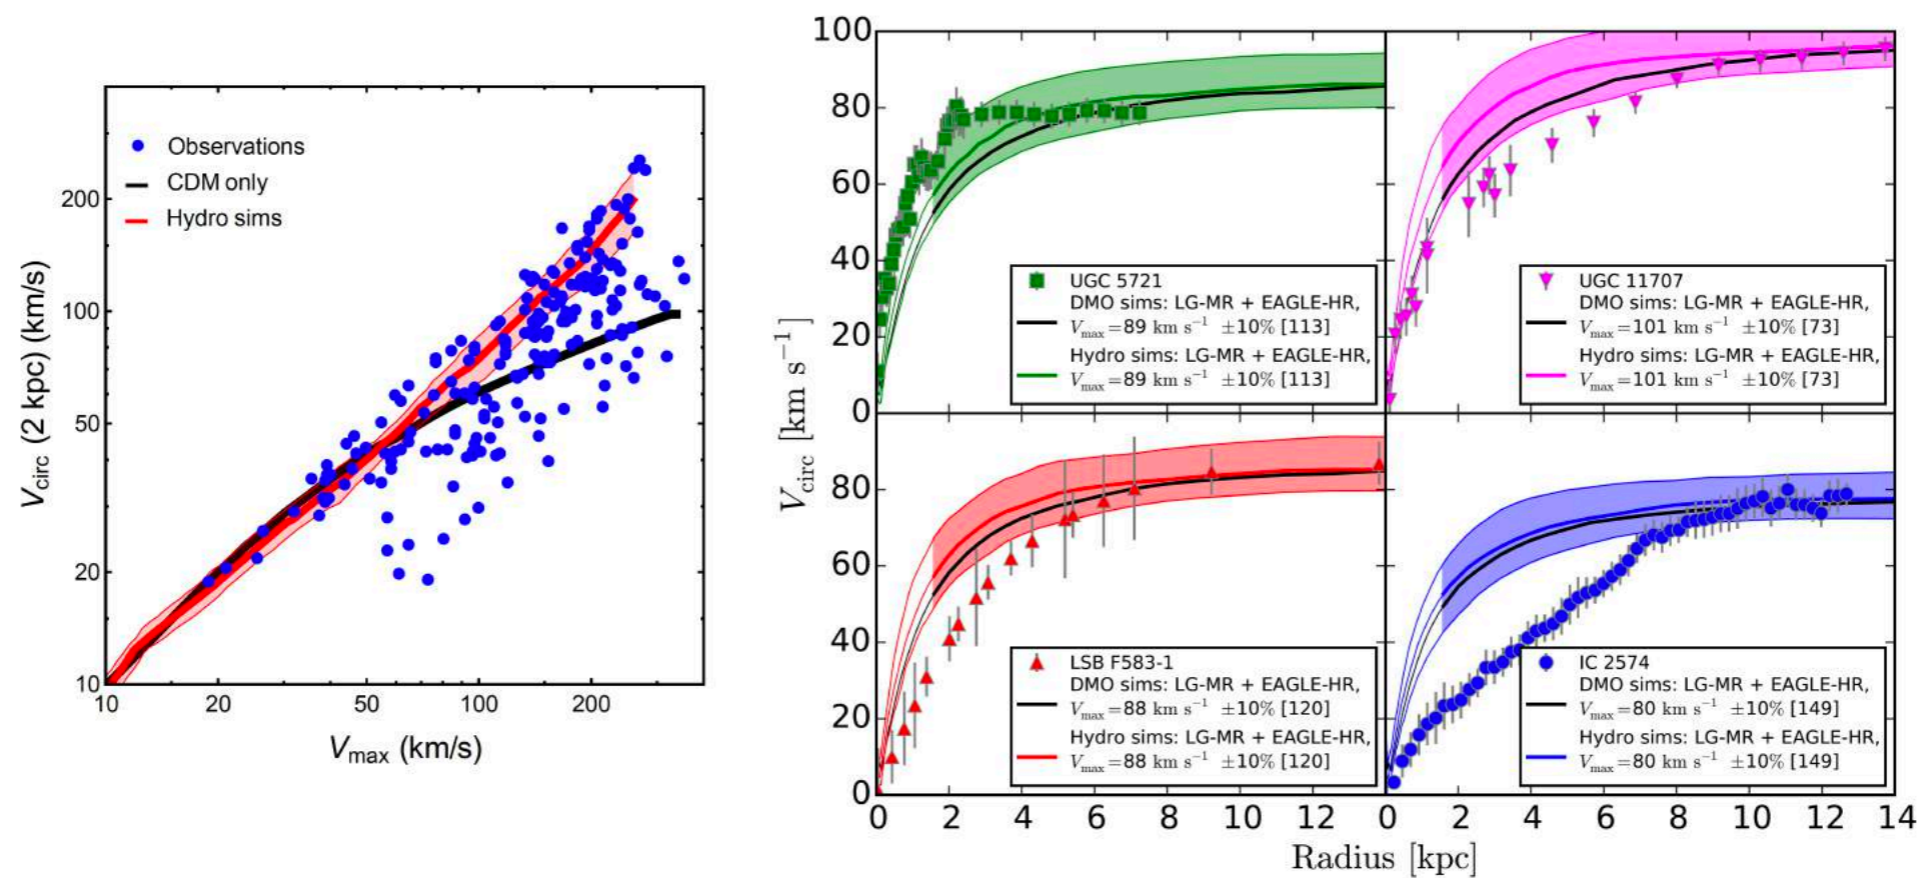 Observations
CDM only
Hydro sims
200
100
50
20
10
10 20 50 100 200
V_circ (2 kpc) (km/s)
V_max (km/s)
100
80
60
40
20
0
80
60
40
20
0
V_circ [km s⁻¹]
UGC 5721
DMO sims: LG-MR + EAGLE-HR,
V_max=89 km s⁻¹ ±10% [113]
Hydro sims: LG-MR + EAGLE-HR,
V_max=89 km s⁻¹ ±10% [113]
UGC 11707
DMO sims: LG-MR + EAGLE-HR,
V_max=101 km s⁻¹ ±10% [73]
Hydro sims: LG-MR + EAGLE-HR,
V_max=101 km s⁻¹ ±10% [73]
LSB F583-1
DMO sims: LG-MR + EAGLE-HR,
V_max=88 km s⁻¹ ±10% [120]
Hydro sims: LG-MR + EAGLE-HR,
V_max=88 km s⁻¹ ±10% [120]
IC 2574
DMO sims: LG-MR + EAGLE-HR,
V_max=80 km s⁻¹ ±10% [149]
Hydro sims: LG-MR + EAGLE-HR,
V_max=80 km s⁻¹ ±10% [149]
0 2 4 6 8 10 12 0 2 4 6 8 10 12 14
Radius [kpc]